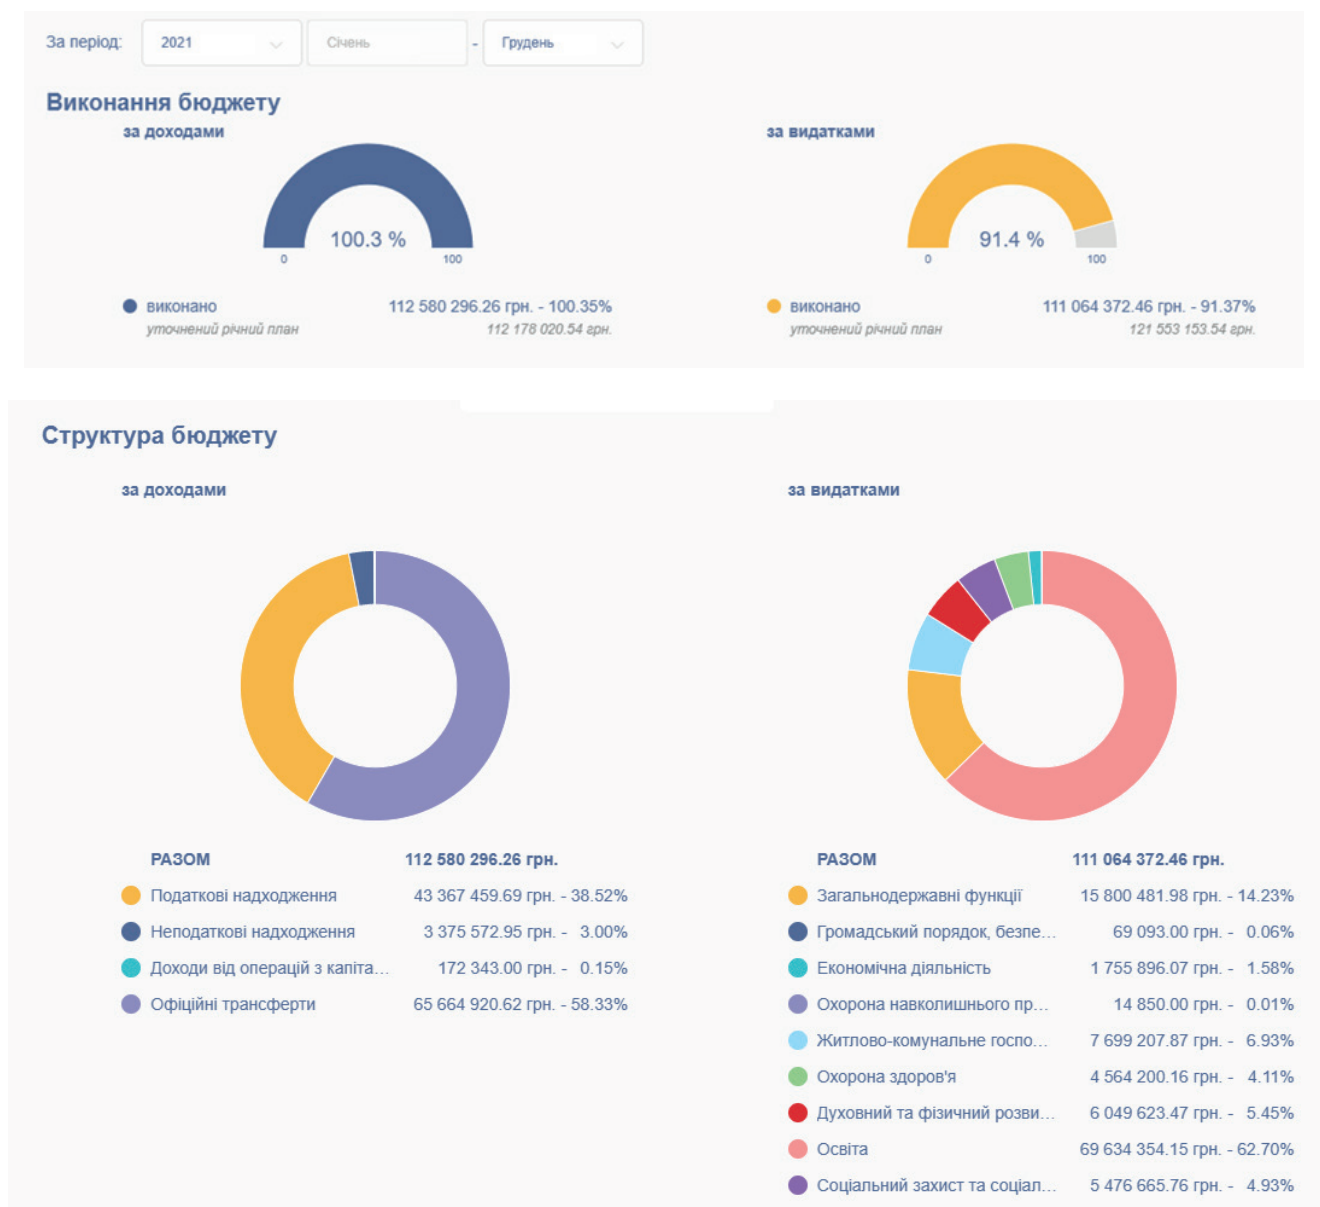 За період: 2021 Січень - Грудень
Виконання бюджету
за доходами
100.3 %
0 100
виконано 112 580 296.26 грн. - 100.35%
уточнений річний план 112 178 020.54 грн.
за видатками
91.4 %
0 100
виконано 111 064 372.46 грн. - 91.37%
уточнений річний план 121 553 153.54 грн.
Структура бюджету
за доходами
РАЗОМ 112 580 296.26 грн.
Податкові надходження 43 367 459.69 грн. - 38.52%
Неподаткові надходження 3 375 572.95 грн. - 3.00%
Доходи від операцій з капіта... 172 343.00 грн. - 0.15%
Офіційні трансферти 65 664 920.62 грн. - 58.33%
за видатками
РАЗОМ 111 064 372.46 грн.
Загальнодержавні функції 15 800 481.98 грн. - 14.23%
Громадський порядок, безпе... 69 093.00 грн. - 0.06%
Економічна діяльність 1 755 896.07 грн. - 1.58%
Охорона навколишнього пр... 14 850.00 грн. - 0.01%
Житлово-комунальне госпо... 7 699 207.87 грн. - 6.93%
Охорона здоров'я 4 564 200.16 грн. - 4.11%
Духовний та фізичний розви... 6 049 623.47 грн. - 5.45%
Освіта 69 634 354.15 грн. - 62.70%
Соціальний захист та соціал... 5 476 665.76 грн. - 4.93%